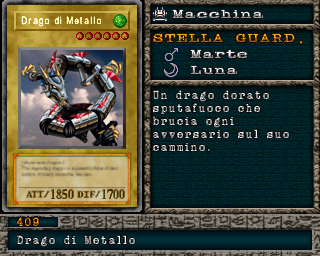 Drago di Metallo
ATT/1850 DIF/1700
Macchina
STELLA GUARD.
Marte
Luna
Un drago dorato
sputafuoco che
brucia ogni
avversario sul suo
cammino.
409
Drago di Metallo